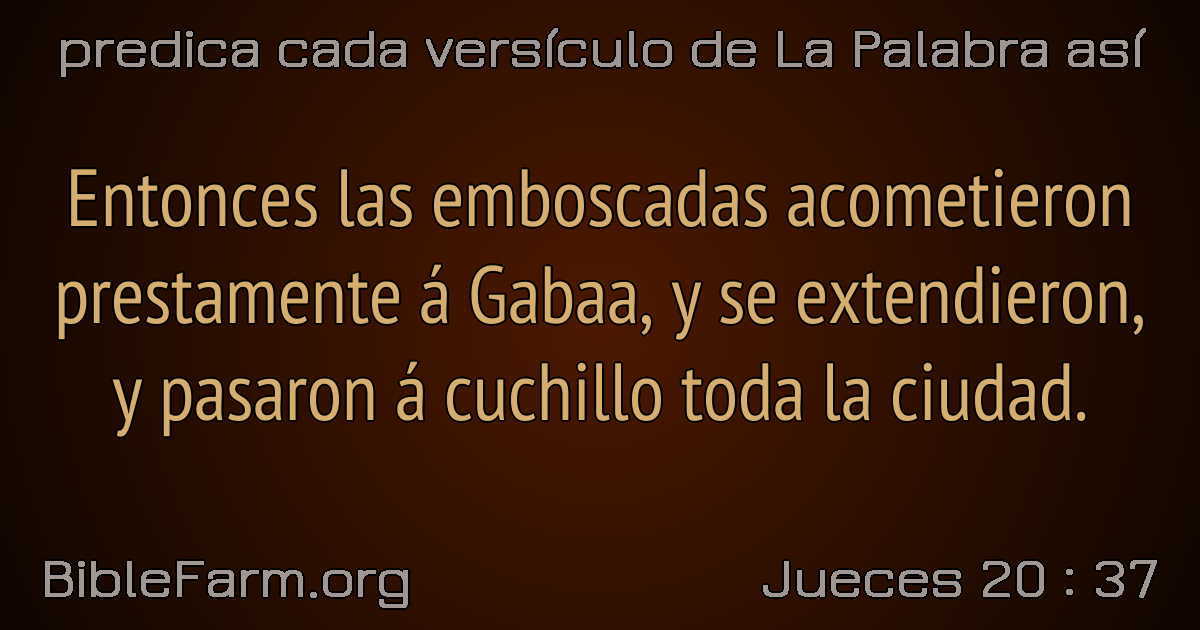 predica cada versículo de La Palabra así
Entonces las emboscadas acometieron
prestamente á Gabaa, y se extendieron,
y pasaron á cuchillo toda la ciudad.
BibleFarm.org
Jueces 20 : 37